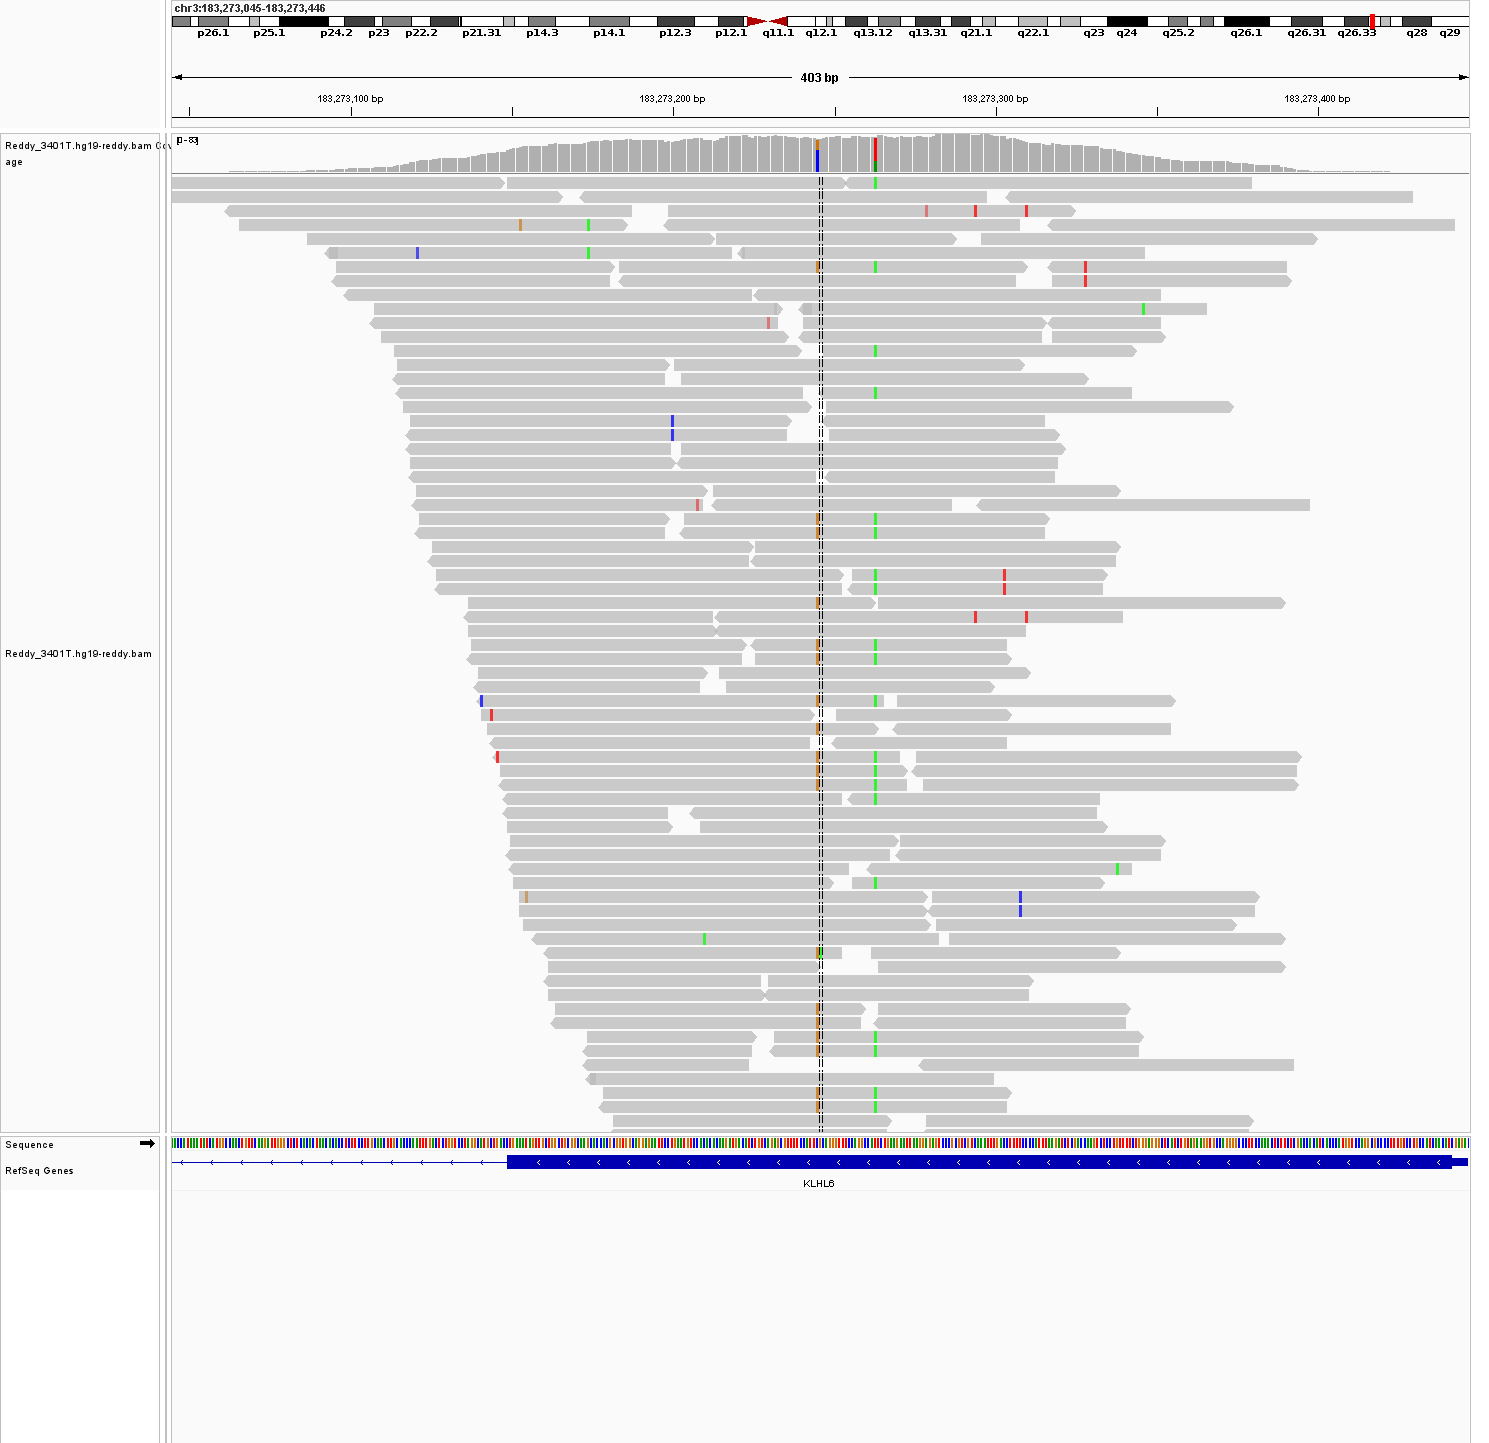 chr3:183,273,045-183,273,446
p26.1 p25.1 p24.2 p23 p22.2 p21.31 p14.3 p14.1 p12.3 p12.1 q11.1 q12.1 q13.12 q13.31 q21.1 q22.1 q23 q24 q25.2 q26.1 q26.31 q26.33 q28 q29
403 bp
183,273,100 bp 183,273,200 bp 183,273,300 bp 183,273,400 bp
[0 - 83]
Reddy_3401T.hg19-reddy.bam Cov
age
Reddy_3401T.hg19-reddy.bam
Sequence
RefSeq Genes
KLHL6